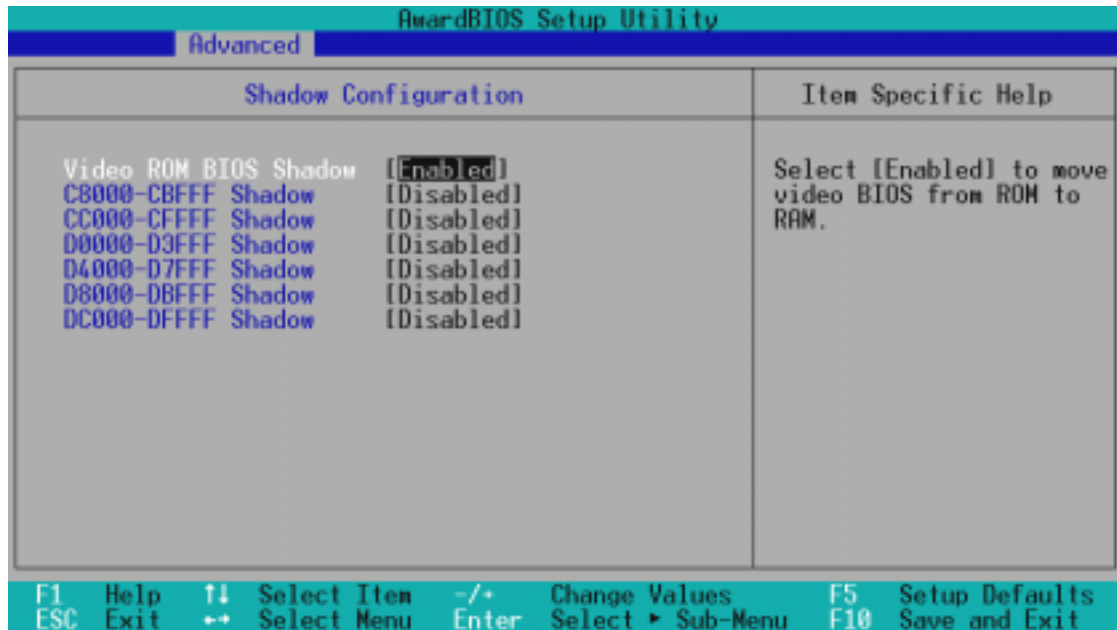 AwardBIOS Setup Utility
Advanced
Shadow Configuration
Item Specific Help
Video ROM BIOS Shadow [Enabled]
C8000-CBFFF Shadow [Disabled]
CC000-CFFFF Shadow [Disabled]
D0000-D3FFF Shadow [Disabled]
D4000-D7FFF Shadow [Disabled]
D8000-DBFFF Shadow [Disabled]
DC000-DFFFF Shadow [Disabled]
Select [Enabled] to move
video BIOS from ROM to
RAM.
F1 Help ↑↓ Select Item -/+ Change Values F5 Setup Defaults
ESC Exit ←→ Select Menu Enter Select ► Sub-Menu F10 Save and Exit